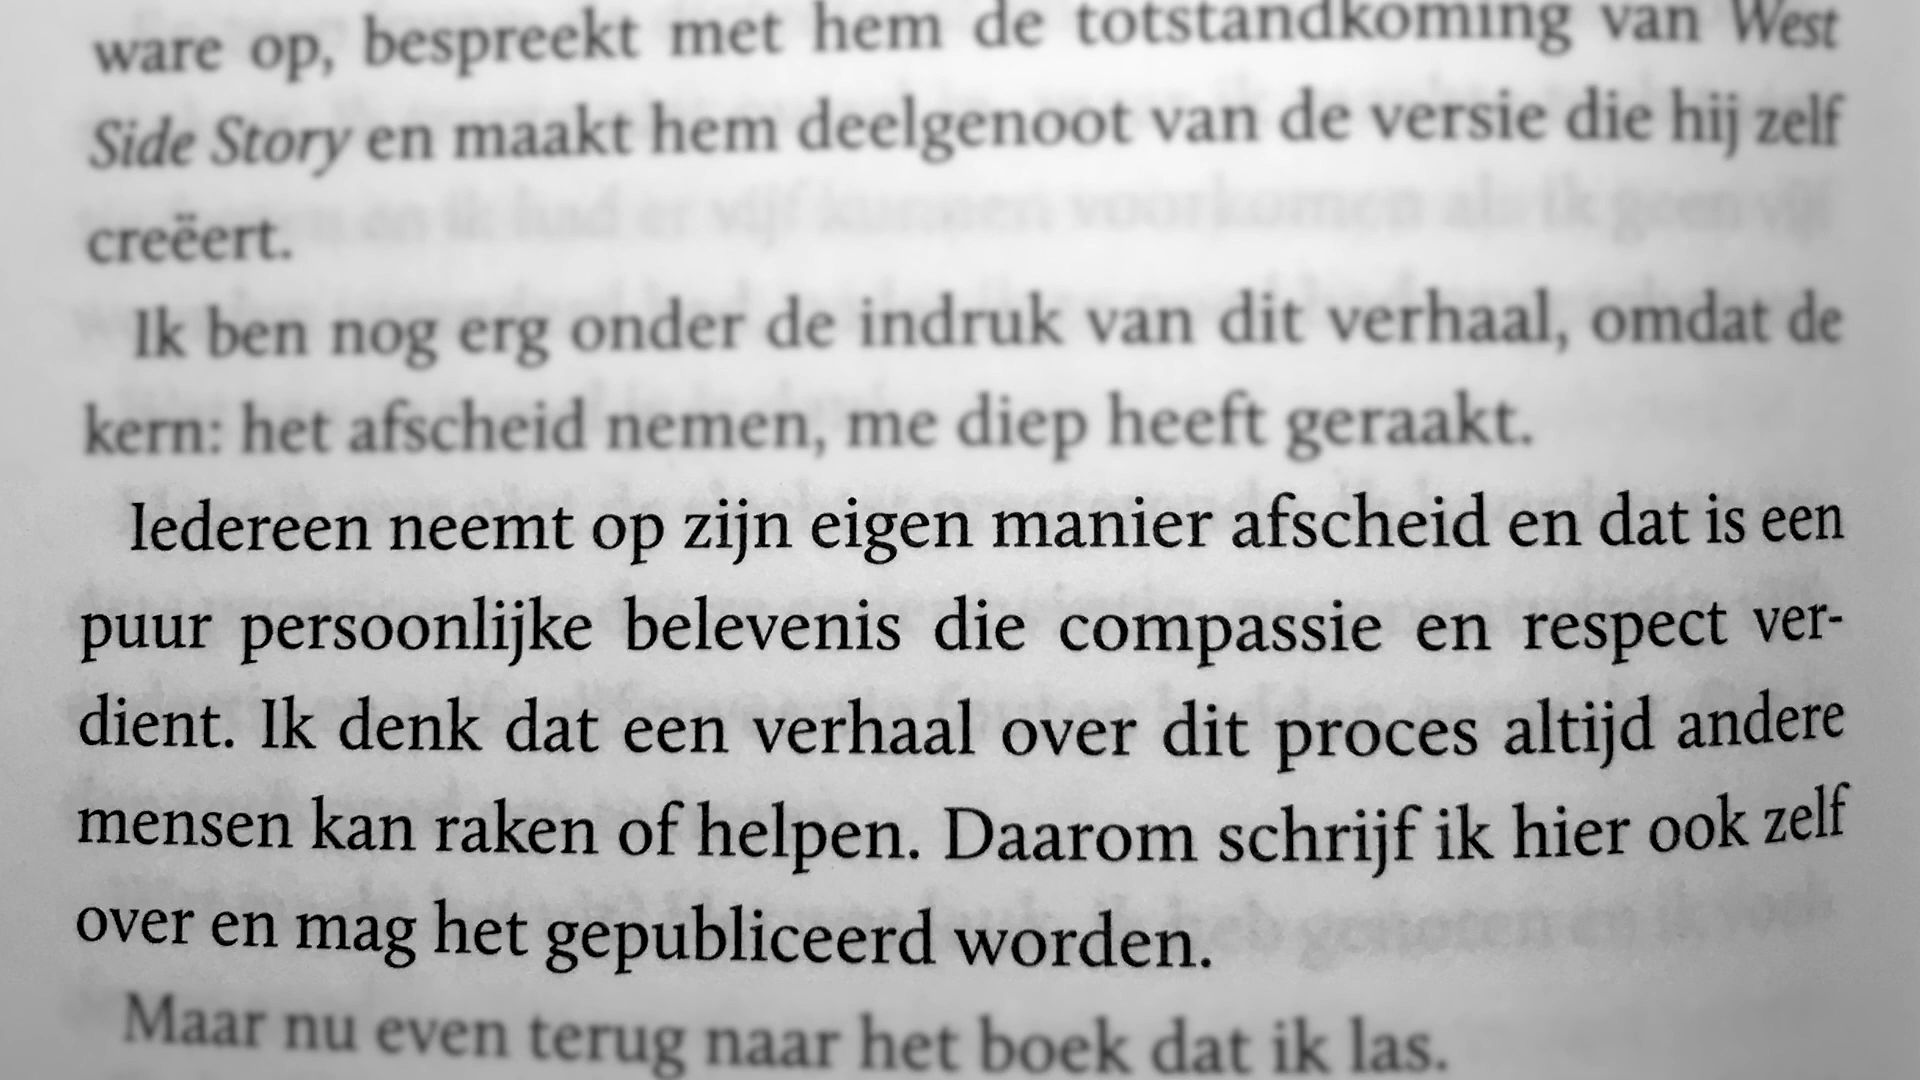 ware op, bespreekt met hem de totstandkoming van West
Side Story en maakt hem deelgenoot van de versie die hij zelf
creëert.
Ik ben nog erg onder de indruk van dit verhaal, omdat de
kern: het afscheid nemen, me diep heeft geraakt.
Iedereen neemt op zijn eigen manier afscheid en dat is een
puur persoonlijke belevenis die compassie en respect ver-
dient. Ik denk dat een verhaal over dit proces altijd andere
mensen kan raken of helpen. Daarom schrijf ik hier ook zelf
over en mag het gepubliceerd worden.
Maar nu even terug naar het boek dat ik las.